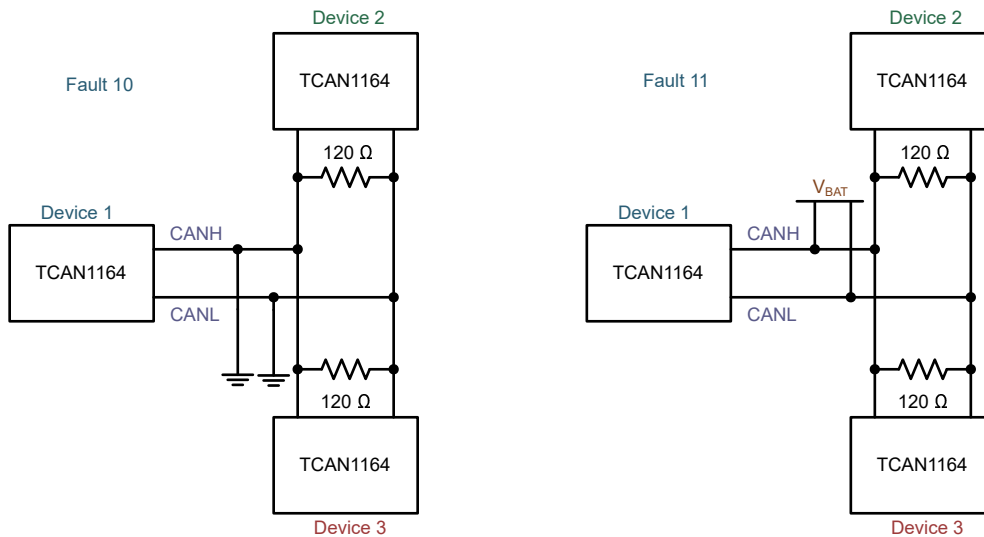 Device 2
TCAN1164
Fault 10
120 Ω
Device 1
CANH
TCAN1164
CANL
120 Ω
TCAN1164
Device 3
Device 2
TCAN1164
Fault 11
120 Ω
VBAT
Device 1
CANH
TCAN1164
CANL
120 Ω
TCAN1164
Device 3